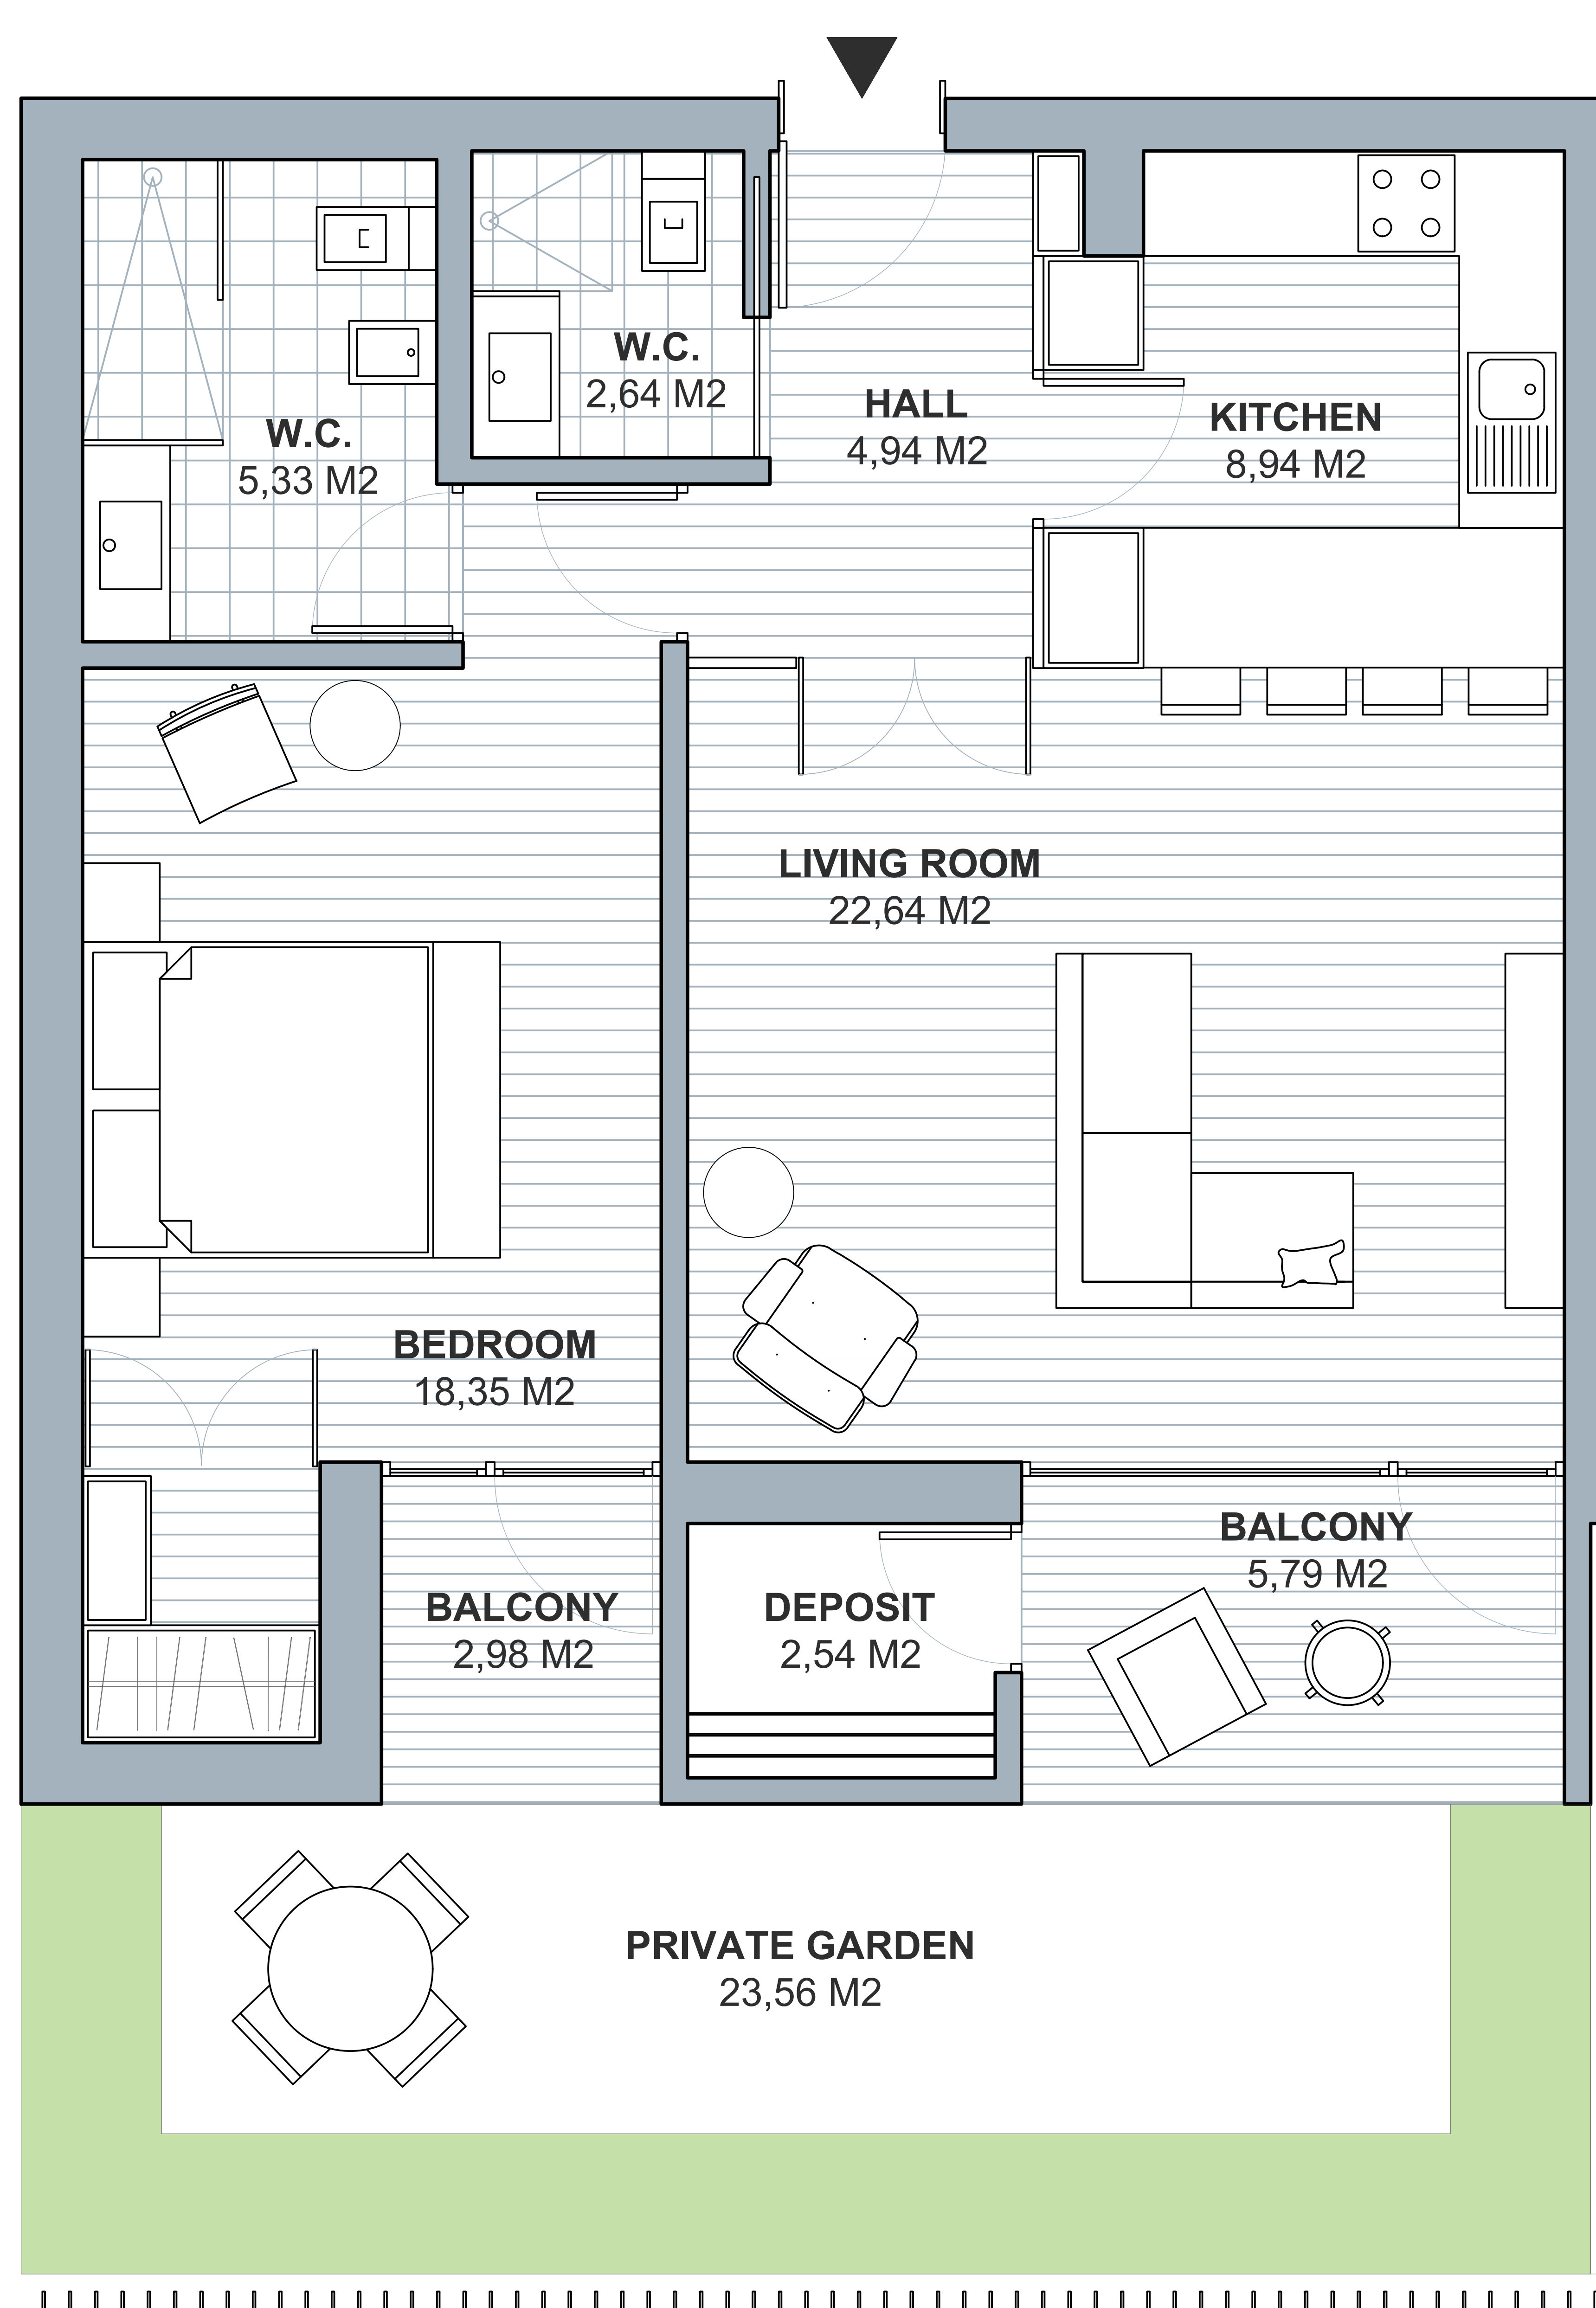 W.C.
5,33 M2
W.C.
2,64 M2
HALL
4,94 M2
KITCHEN
8,94 M2
LIVING ROOM
22,64 M2
BEDROOM
18,35 M2
BALCONY
2,98 M2
DEPOSIT
2,54 M2
BALCONY
5,79 M2
PRIVATE GARDEN
23,56 M2